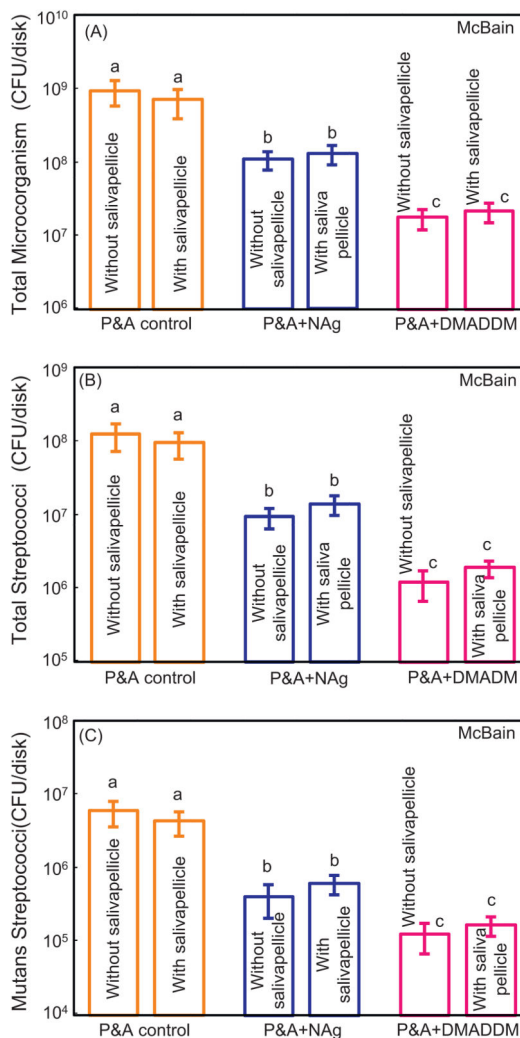 (A)
McBain
Total Microcorganism (CFU/disk)
10^10
10^9
10^8
10^7
10^6
a
a
b
b
c
c
Without salivapellicle
With salivapellicle
Without
salivapellicle
With saliva
pellicle
Without salivapellicle
With salivapellicle
P&A control
P&A+NAg
P&A+DMADDM
(B)
McBain
Total Streptococci (CFU/disk)
10^9
10^8
10^7
10^6
10^5
a
a
b
b
c
c
Without salivapellicle
With salivapellicle
Without
salivapellicle
With saliva
pellicle
Without salivapellicle
With saliva
pellicle
P&A control
P&A+NAg
P&A+DMADM
(C)
McBain
Mutans Streptococci(CFU/disk)
10^8
10^7
10^6
10^5
10^4
a
a
b
b
c
c
Without salivapellicle
With salivapellicle
Without
salivapellicle
With
salivapellicle
Without salivapellicle
With saliva
pellicle
P&A control
P&A+NAg
P&A+DMADDM